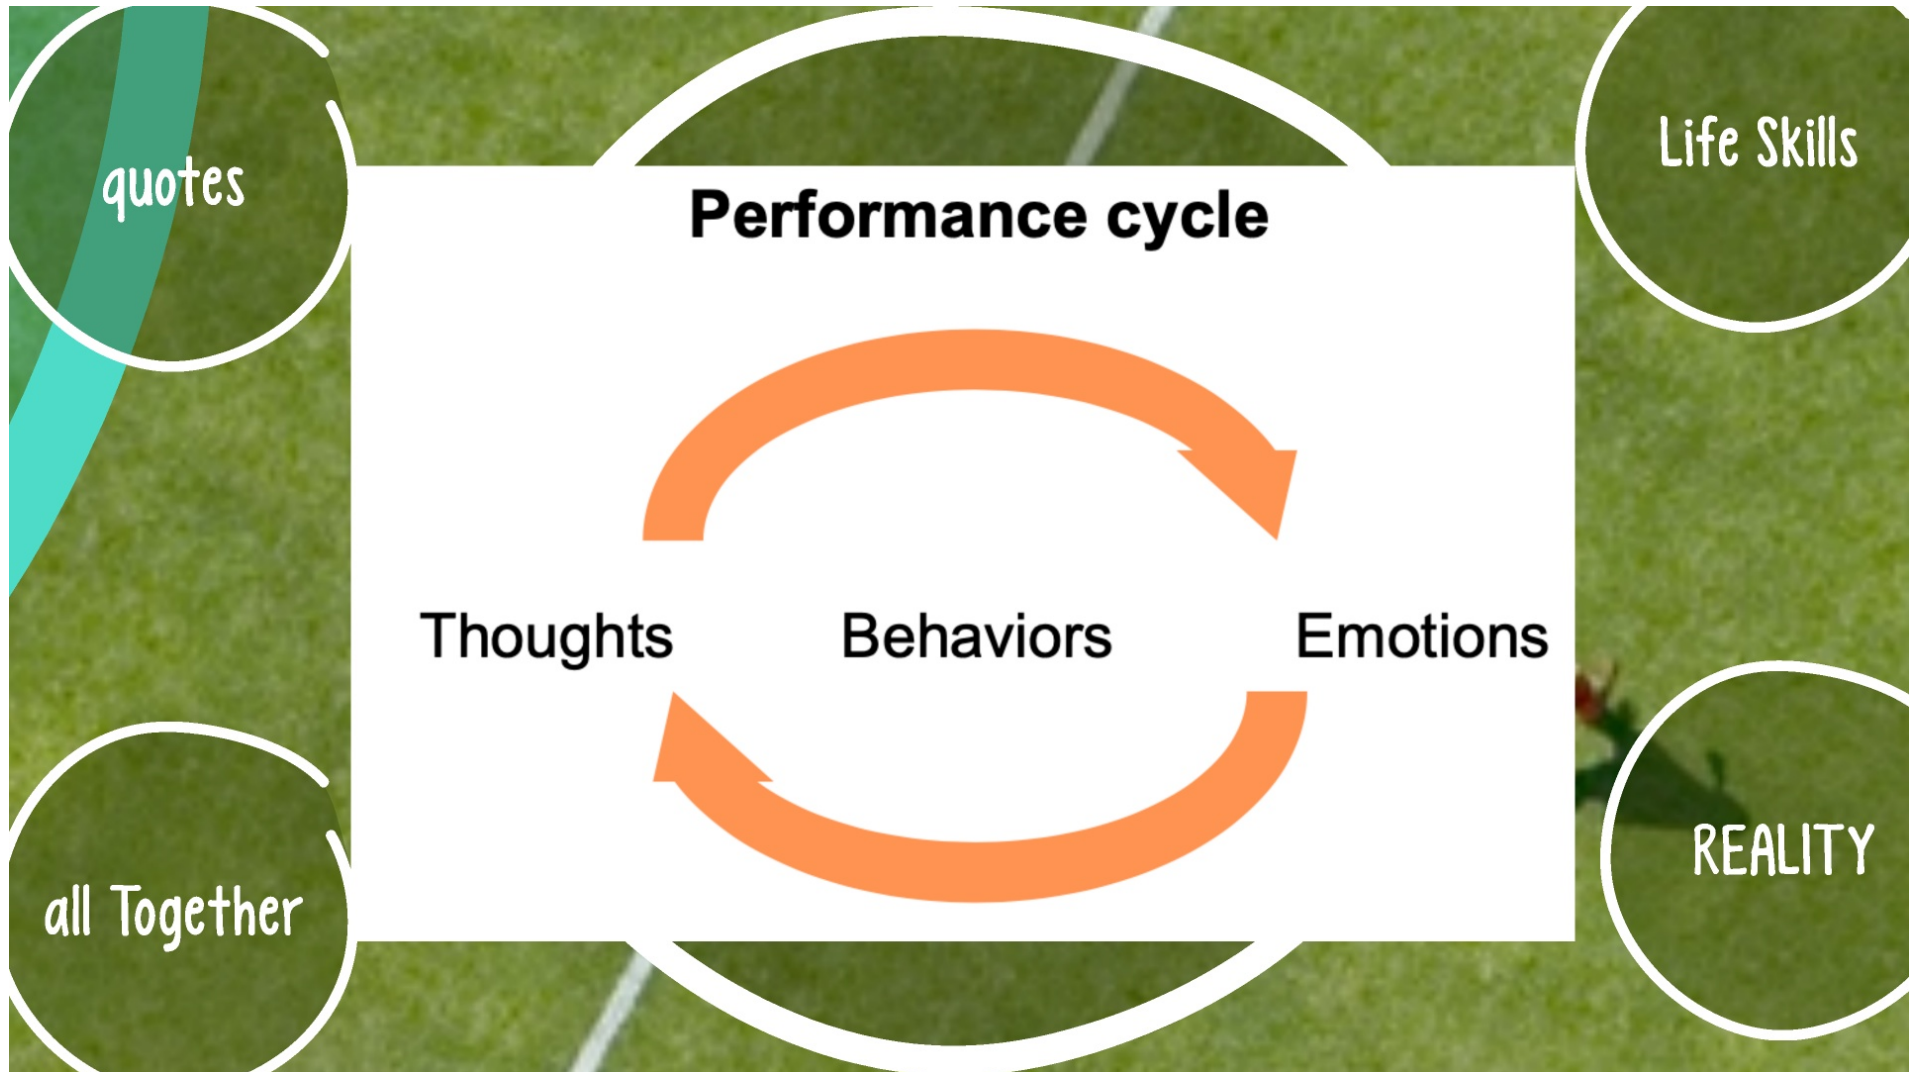 quotes
Life Skills
Performance cycle
Thoughts
Behaviors
Emotions
all Together
REALITY